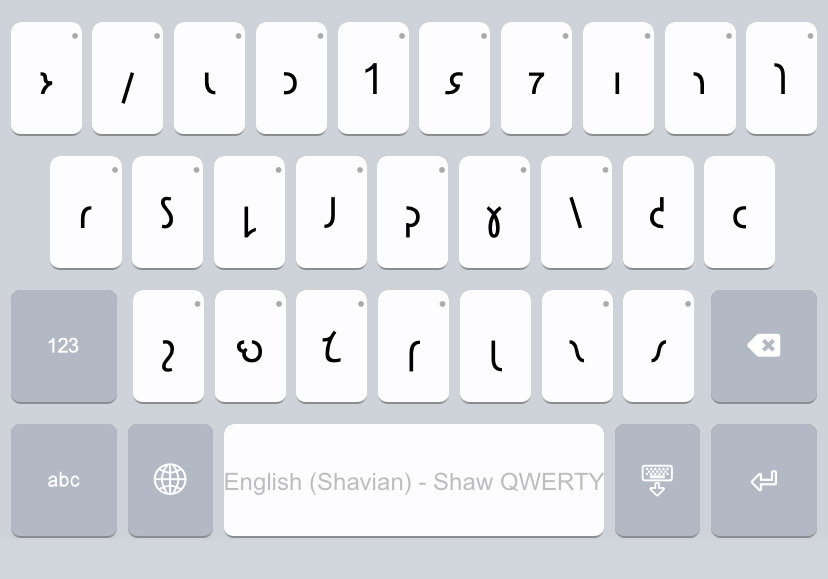 𐑶 𐑢 𐑧 𐑮 𐑑 𐑭 𐑳 𐑦 𐑪 𐑐
𐑩 𐑕 𐑛 𐑓 𐑜 𐑣 𐑘 𐑒 𐑤
123 𐑟 𐑻 𐑗 𐑝 𐑚 𐑯 𐑥
abc English (Shavian) - Shaw QWERTY